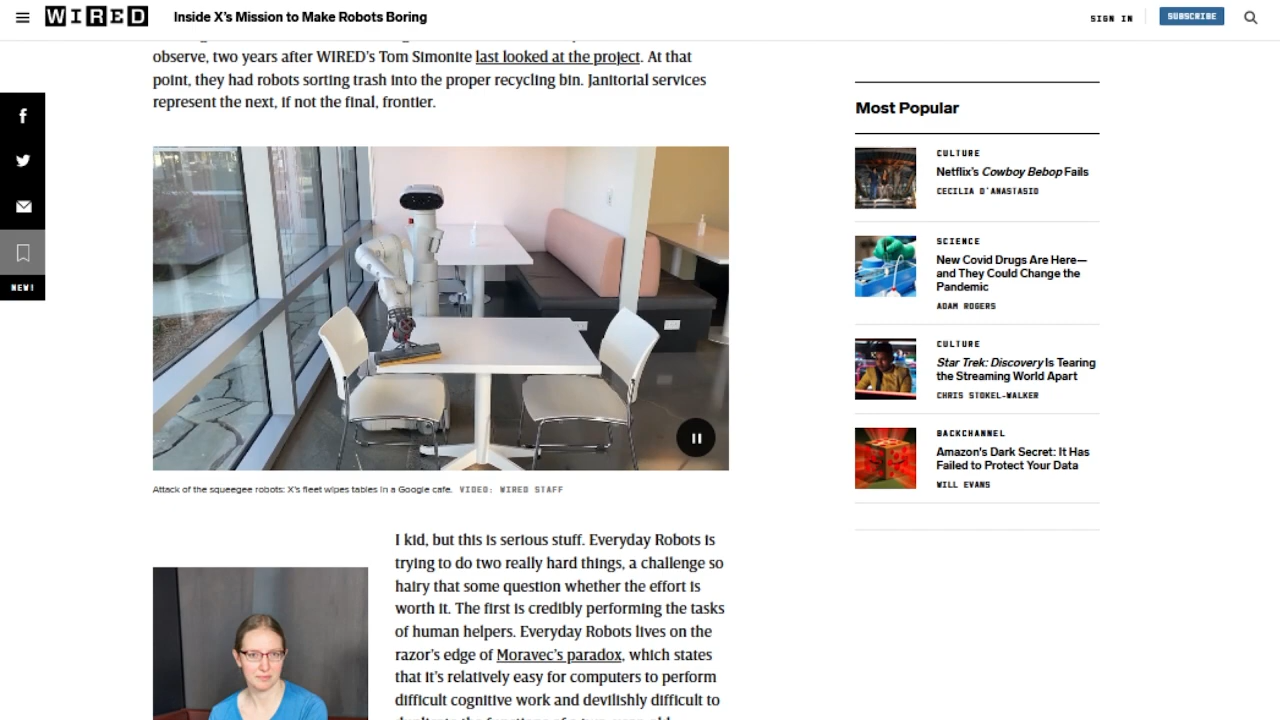 WIRED
Inside X's Mission to Make Robots Boring
SIGN IN
SUBSCRIBE
observe, two years after WIRED's Tom Simonite last looked at the project. At that
point, they had robots sorting trash into the proper recycling bin. Janitorial services
represent the next, if not the final, frontier.
NEW!
Attack of the squeegee robots: X's fleet wipes tables in a Google cafe. VIDEO: WIRED STAFF
I kid, but this is serious stuff. Everyday Robots is
trying to do two really hard things, a challenge so
hairy that some question whether the effort is
worth it. The first is credibly performing the tasks
of human helpers. Everyday Robots lives on the
razor's edge of Moravec's paradox, which states
that it's relatively easy for computers to perform
difficult cognitive work and devilishly difficult to
Most Popular
CULTURE
Netflix's Cowboy Bebop Fails
CECILIA D'ANASTASIO
SCIENCE
New Covid Drugs Are Here—
and They Could Change the
Pandemic
ADAM ROGERS
CULTURE
Star Trek: Discovery Is Tearing
the Streaming World Apart
CHRIS STOKEL-WALKER
BACKCHANNEL
Amazon's Dark Secret: It Has
Failed to Protect Your Data
WILL EVANS